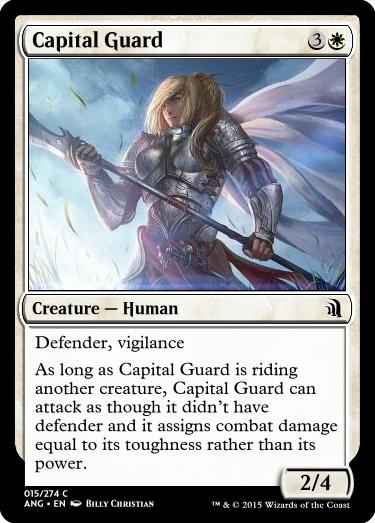 Capital Guard 3
Creature — Human
Defender, vigilance
As long as Capital Guard is riding
another creature, Capital Guard can
attack as though it didn't have
defender and it assigns combat damage
equal to its toughness rather than its
power.
2/4
015/274 C
ANG • EN Billy Christian
™ & © 2015 Wizards of the Coast